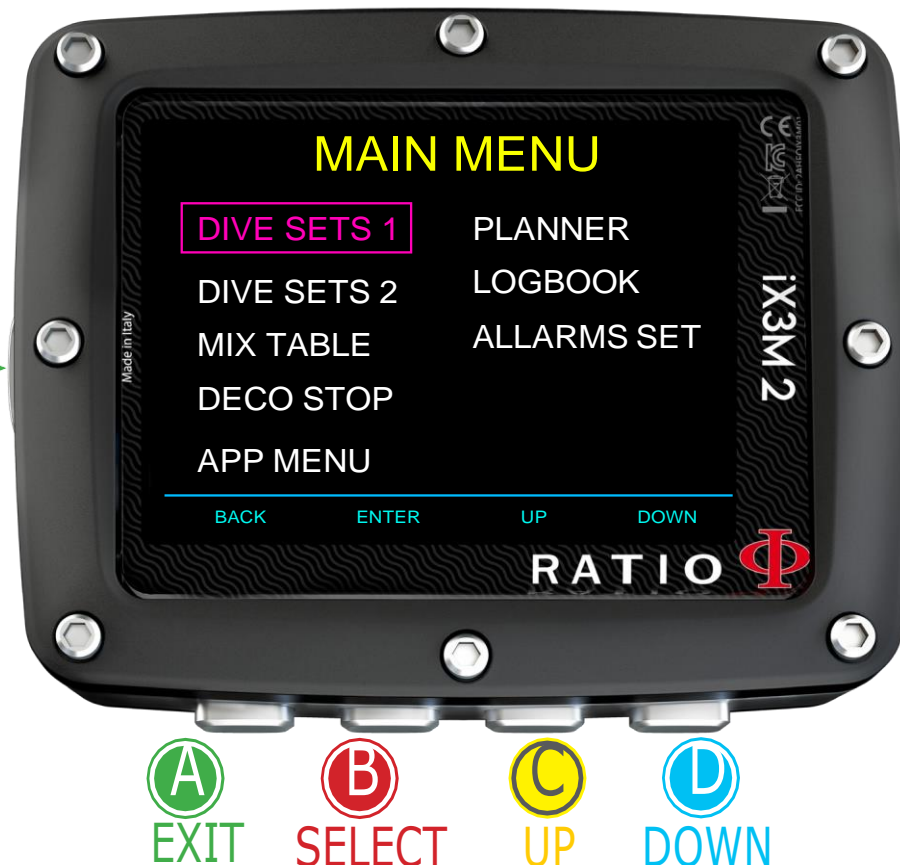 MAIN MENU
DIVE SETS 1
DIVE SETS 2
MIX TABLE
DECO STOP
APP MENU
PLANNER
LOGBOOK
ALLARMS SET
BACK ENTER UP DOWN
Made in Italy
CE
iX3M 2
RATIO
A B C D
EXIT SELECT UP DOWN